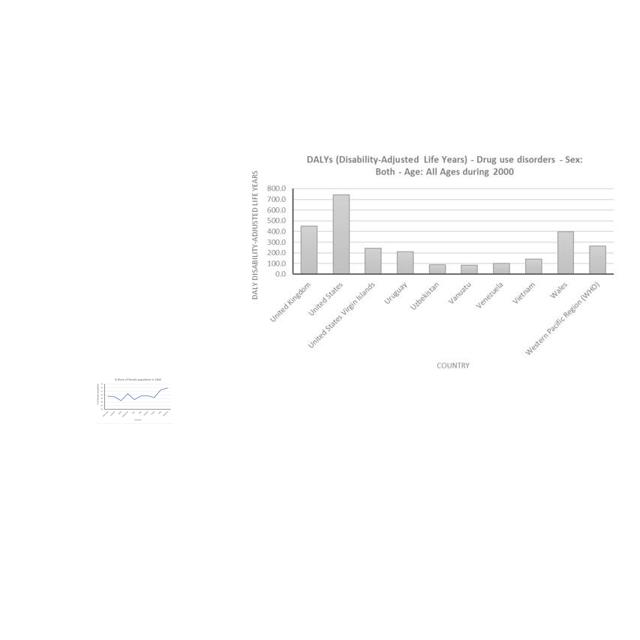 DALYs (Disability-Adjusted Life Years) - Drug use disorders - Sex:
Both - Age: All Ages during 2000
DALY DISABILITY-ADJUSTED LIFE YEARS
800.0
700.0
600.0
500.0
400.0
300.0
200.0
100.0
0.0
United Kingdom
United States
United States Virgin Islands
Uruguay
Uzbekistan
Vanuatu
Venezuela
Vietnam
Wales
Western Pacific Region (WHO)
COUNTRY